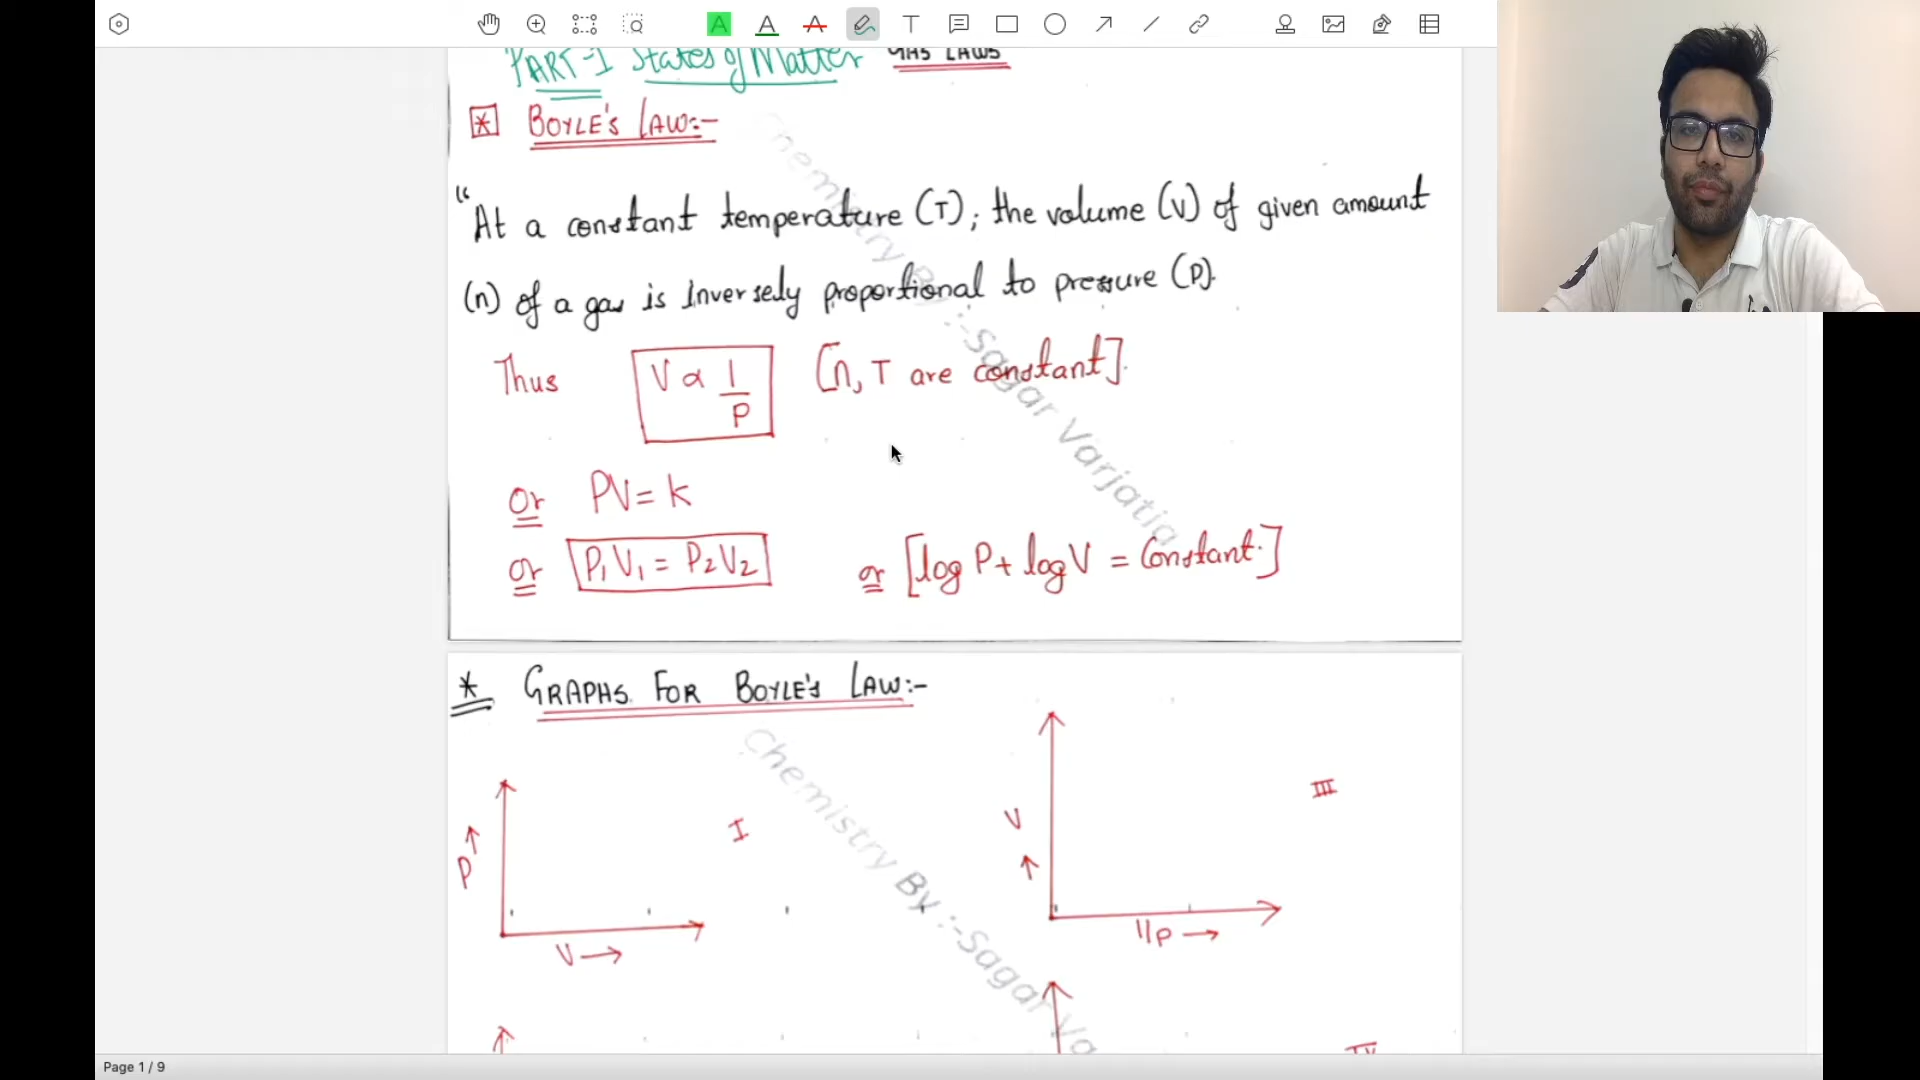 PART-I States of Matter GAS LAWS
* BOYLE'S LAW:-
"At a constant temperature (T); the volume (V) of given amount
(n) of a gas is inversely proportional to pressure (P).
Thus V ∝ 1/P [n, T are constant].
Or PV = K
Or P₁V₁ = P₂V₂ or [log P + log V = Constant.]
Chemistry By :-Sagar Varjatia
* GRAPHS FOR BOYLE'S LAW:-
P → I V → III
V → 1/P →
Chemistry By :-Sagar Va
IV
Page 1 / 9